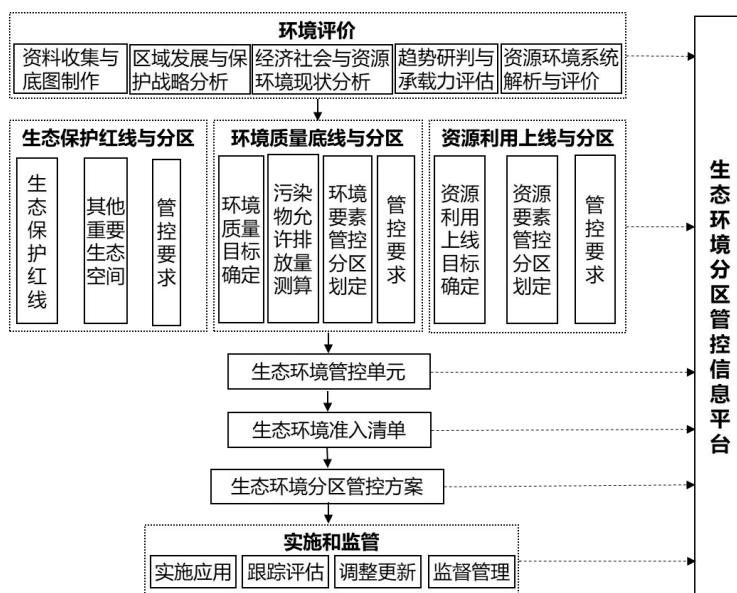 环境评价
资料收集与
底图制作
区域发展与保
护战略分析
经济社会与资源
环境现状分析
趋势研判与
承载力评估
资源环境系统
解析与评价
生态保护红线与分区
生态保护红线
其他
重要
生态
空间
管控要求
环境质量底线与分区
环境
质量
目标
确定
污染
物允
许排
放量
测算
环境
要素
管控
分区
划定
管控要求
资源利用上线与分区
资源
利用
上线
目标
确定
资源
要素
管控
分区
划定
管控要求
生态环境管控单元
生态环境准入清单
生态环境分区管控方案
实施和监管
实施应用
跟踪评估
调整更新
监督管理
生态环境分区管控信息平台